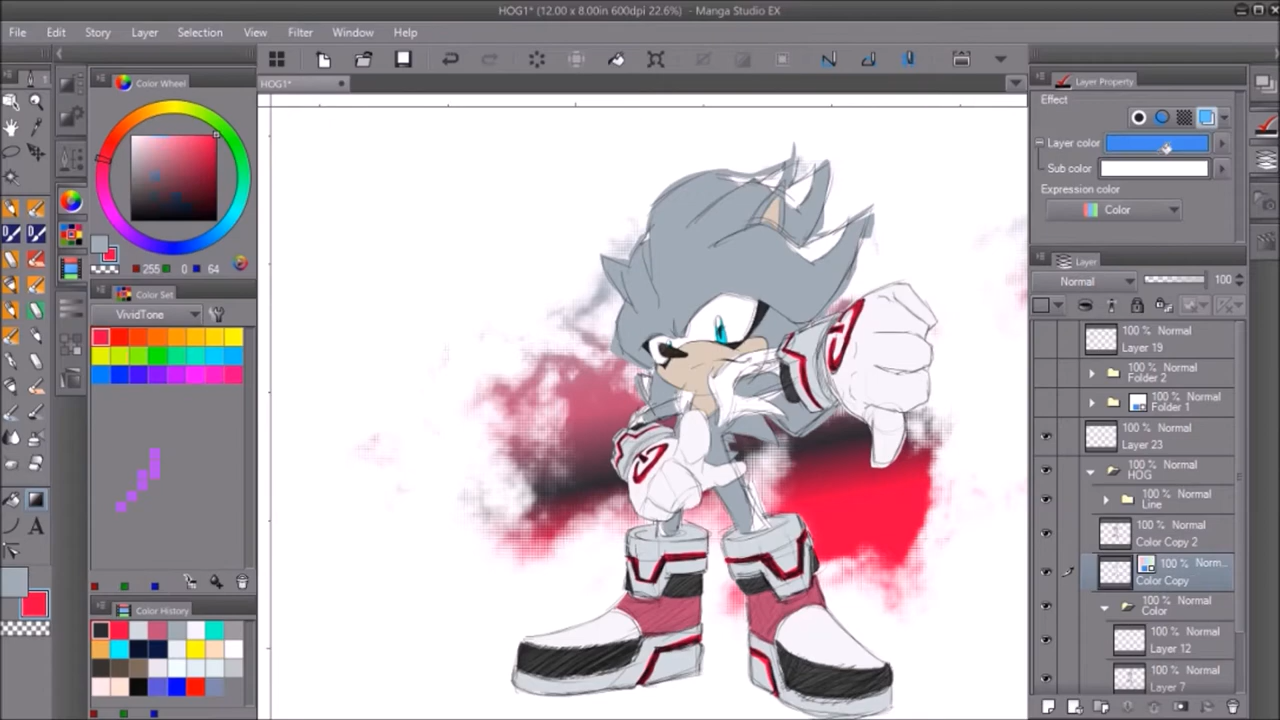 HOG1* (12.00 x 8.00in 600dpi 22.6%) - Manga Studio EX
File Edit Story Layer Selection View Filter Window Help
Color Wheel
HOG1*
Layer Property
Effect
Layer color
Sub color
Expression color
Color
255 0 64
Color Set
VividTone
Layer
Normal 100
100 % Normal
Layer 19
100 % Normal
Folder 2
100 % Normal
Folder 1
100 % Normal
Layer 23
100 % Normal
HOG
100 % Normal
Line
100 % Normal
Color Copy 2
100 % Norm...
Color Copy
100 % Normal
Color
100 % Normal
Layer 12
100 % Normal
Layer 7
Color History
A